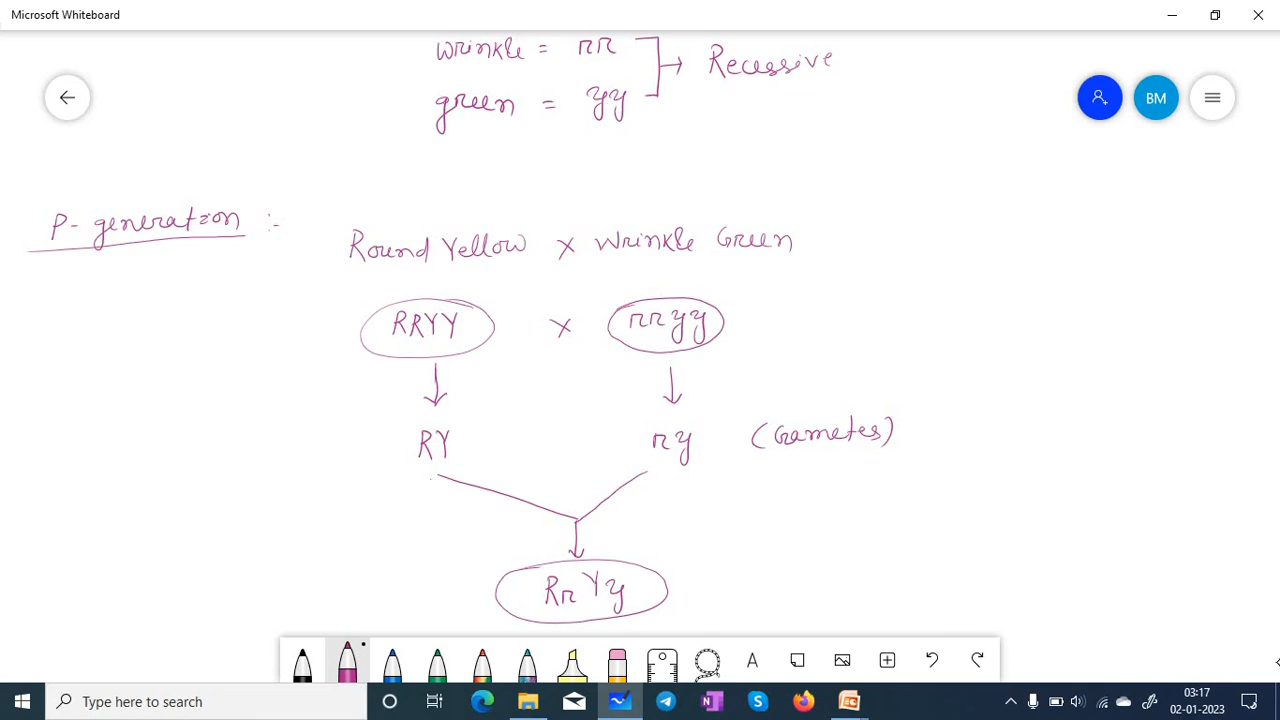 Microsoft Whiteboard
wrinkle = rr
→ Recessive
green = yy
BM
P- generation :-
Round Yellow x Wrinkle Green
RRYY x rryy
RY ry (Gametes)
RrYy
A
Type here to search
03:17
02-01-2023